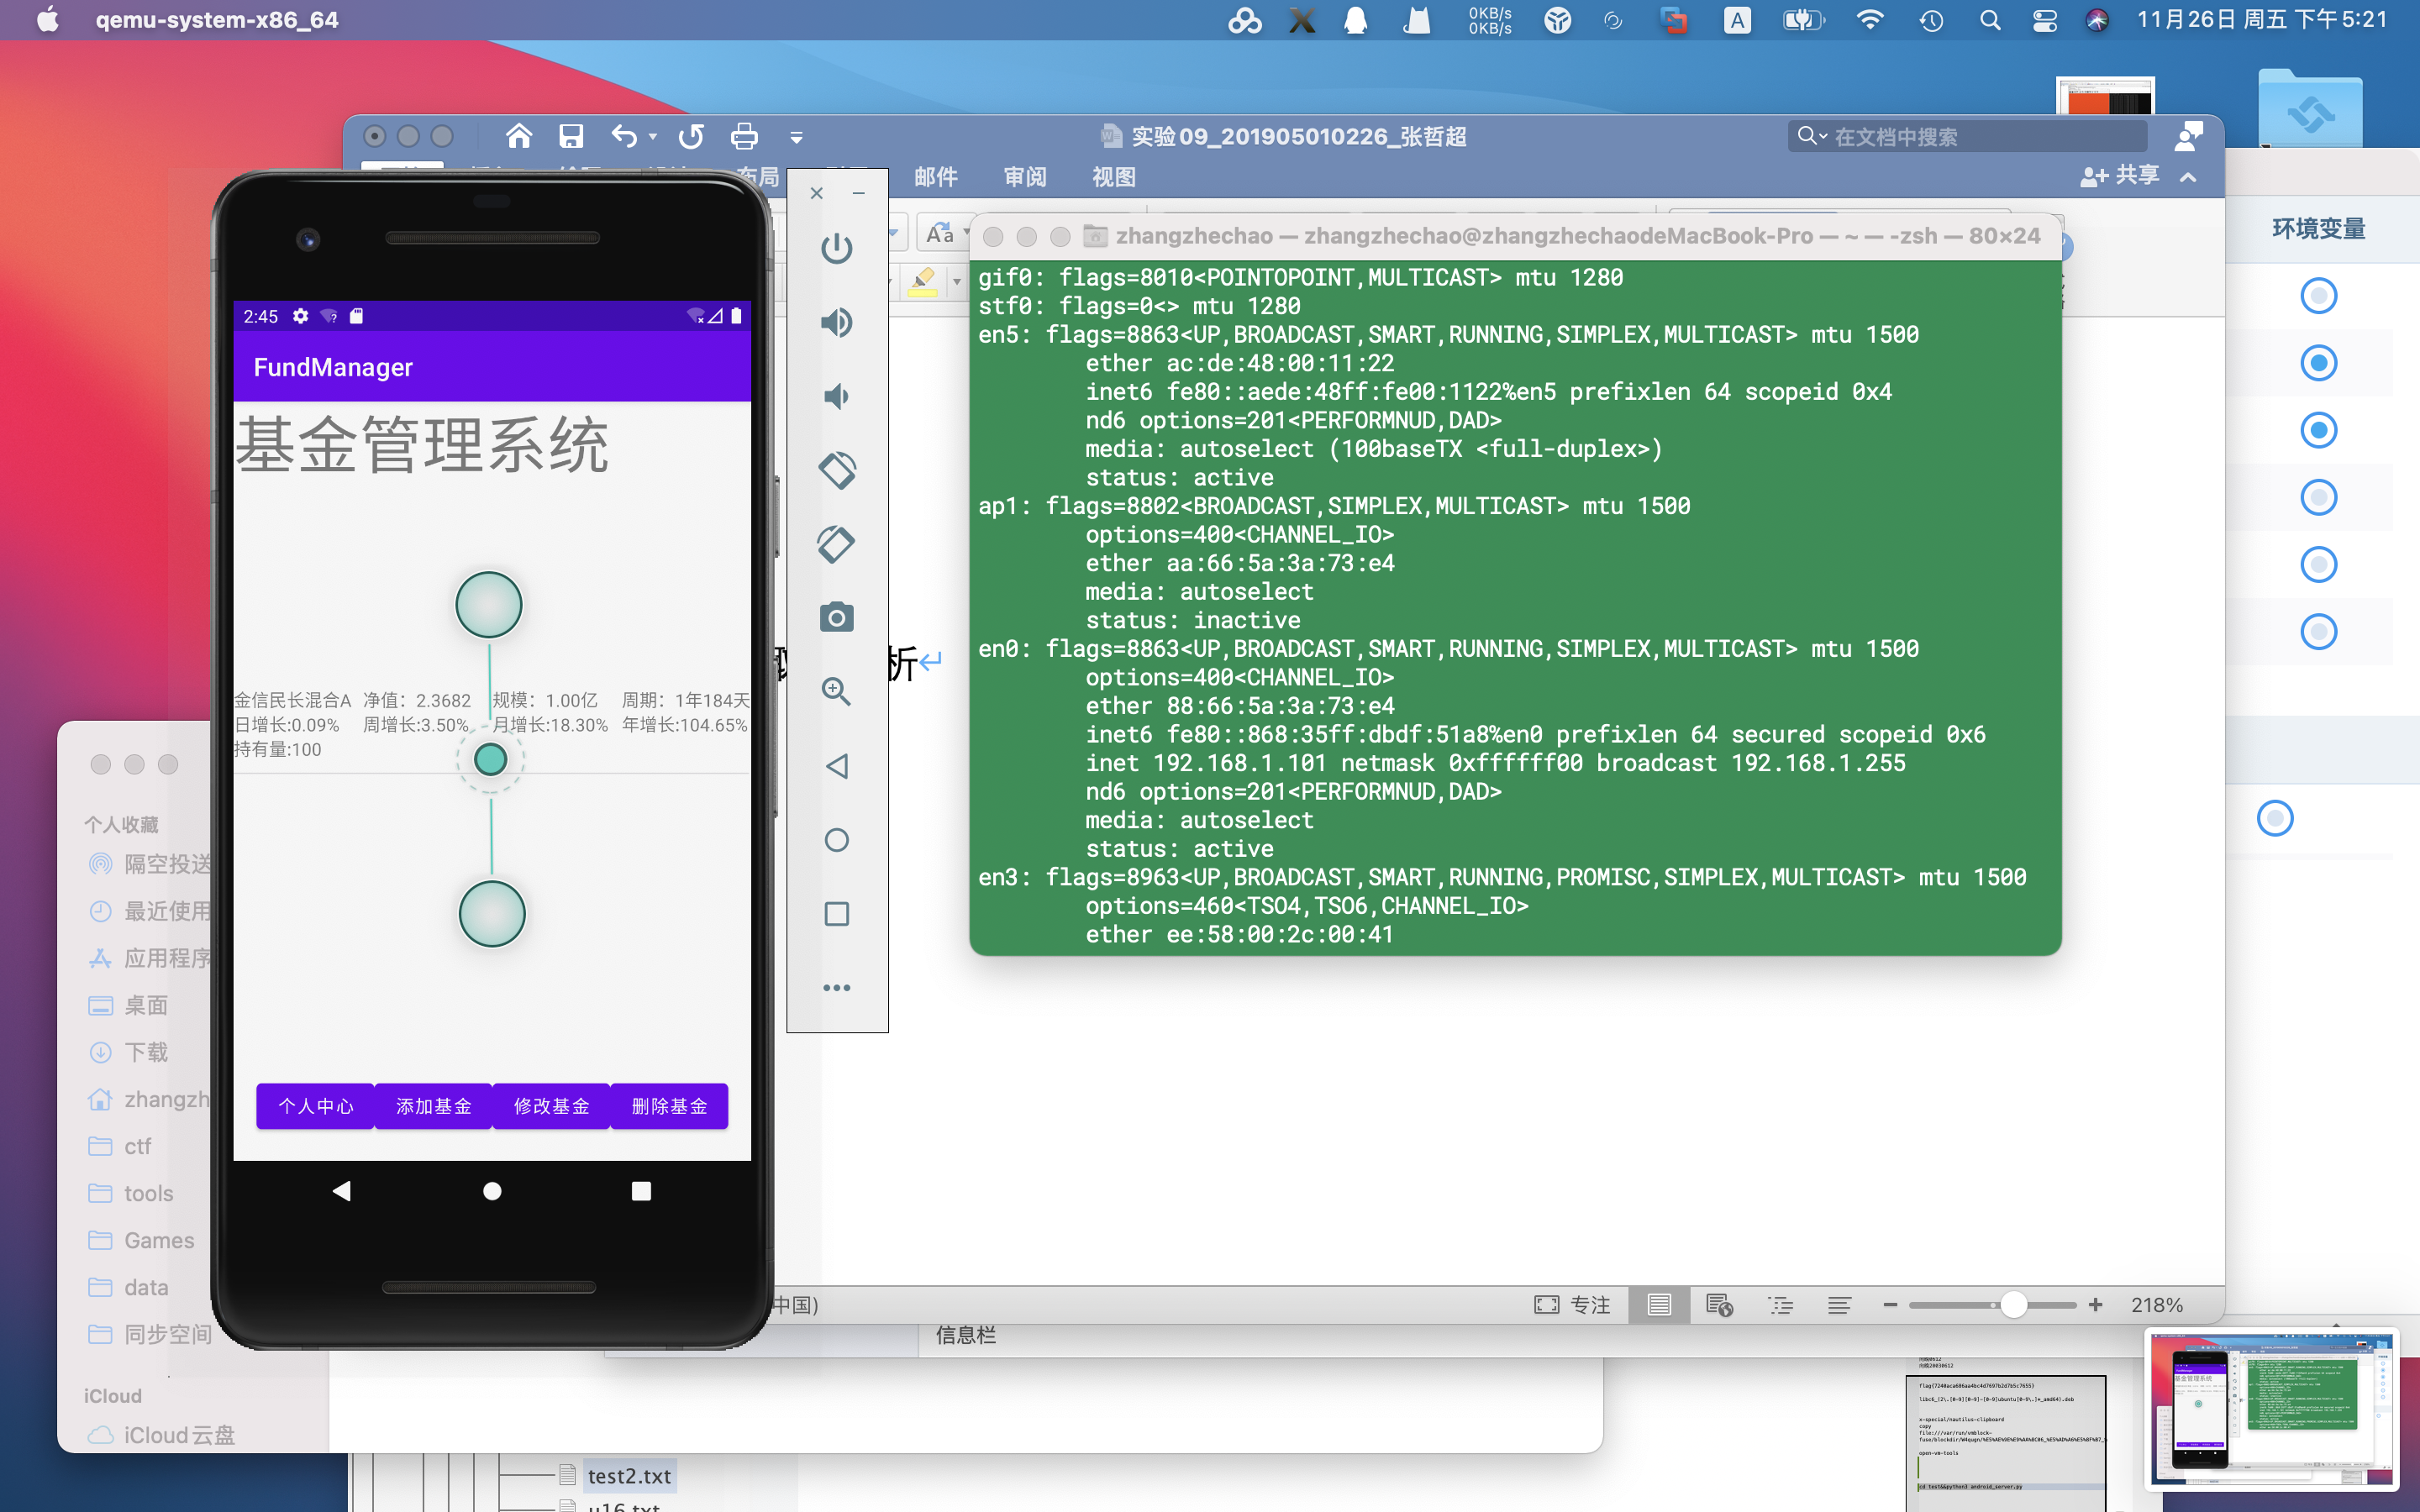 qemu-system-x86_64
0KB/s
0KB/s
A
11月26日 周五 下午5:21
实验09_201905010226_张哲超
在文档中搜索
布局
邮件
审阅
视图
共享
Aa
环境变量
zhangzhechao — zhangzhechao@zhangzhechaodeMacBook-Pro — ~ — -zsh — 80×24
gif0: flags=8010<POINTOPOINT,MULTICAST> mtu 1280
stf0: flags=0<> mtu 1280
en5: flags=8863<UP,BROADCAST,SMART,RUNNING,SIMPLEX,MULTICAST> mtu 1500
ether ac:de:48:00:11:22
inet6 fe80::aede:48ff:fe00:1122%en5 prefixlen 64 scopeid 0x4
nd6 options=201<PERFORMNUD,DAD>
media: autoselect (100baseTX <full-duplex>)
status: active
ap1: flags=8802<BROADCAST,SIMPLEX,MULTICAST> mtu 1500
options=400<CHANNEL_IO>
ether aa:66:5a:3a:73:e4
media: autoselect
status: inactive
en0: flags=8863<UP,BROADCAST,SMART,RUNNING,SIMPLEX,MULTICAST> mtu 1500
options=400<CHANNEL_IO>
ether 88:66:5a:3a:73:e4
inet6 fe80::868:35ff:dbdf:51a8%en0 prefixlen 64 secured scopeid 0x6
inet 192.168.1.101 netmask 0xffffff00 broadcast 192.168.1.255
nd6 options=201<PERFORMNUD,DAD>
media: autoselect
status: active
en3: flags=8963<UP,BROADCAST,SMART,RUNNING,PROMISC,SIMPLEX,MULTICAST> mtu 1500
options=460<TSO4,TSO6,CHANNEL_IO>
ether ee:58:00:2c:00:41
2:45
FundManager
基金管理系统
金信民长混合A 净值：2.3682 规模：1.00亿 周期：1年184天
日增长:0.09% 周增长:3.50% 月增长:18.30% 年增长:104.65%
持有量:100
个人中心 添加基金 修改基金 删除基金
析
个人收藏
隔空投送
最近使用
应用程序
桌面
下载
zhangzh
ctf
tools
Games
data
同步空间
iCloud
iCloud云盘
中国)
专注
218%
信息栏
test2.txt
u16.txt
x-special/nautilus-clipboard
copy
open-vm-tools
cd test&&python3 android_server.py